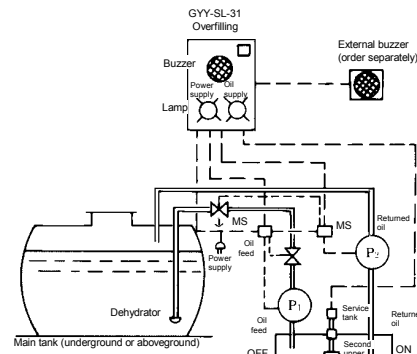 GYY-SL-31
Overfilling
External buzzer
(order separately)
Buzzer
Power
supply
Oil
supply
Lamp
MS
MS
Returned
oil
Oil
feed
Power
supply
P2
Dehydrator
P1
Service
tank
Returne
oil
Oil
feed
Main tank (underground or aboveground)
Second
upper
OFF
ON